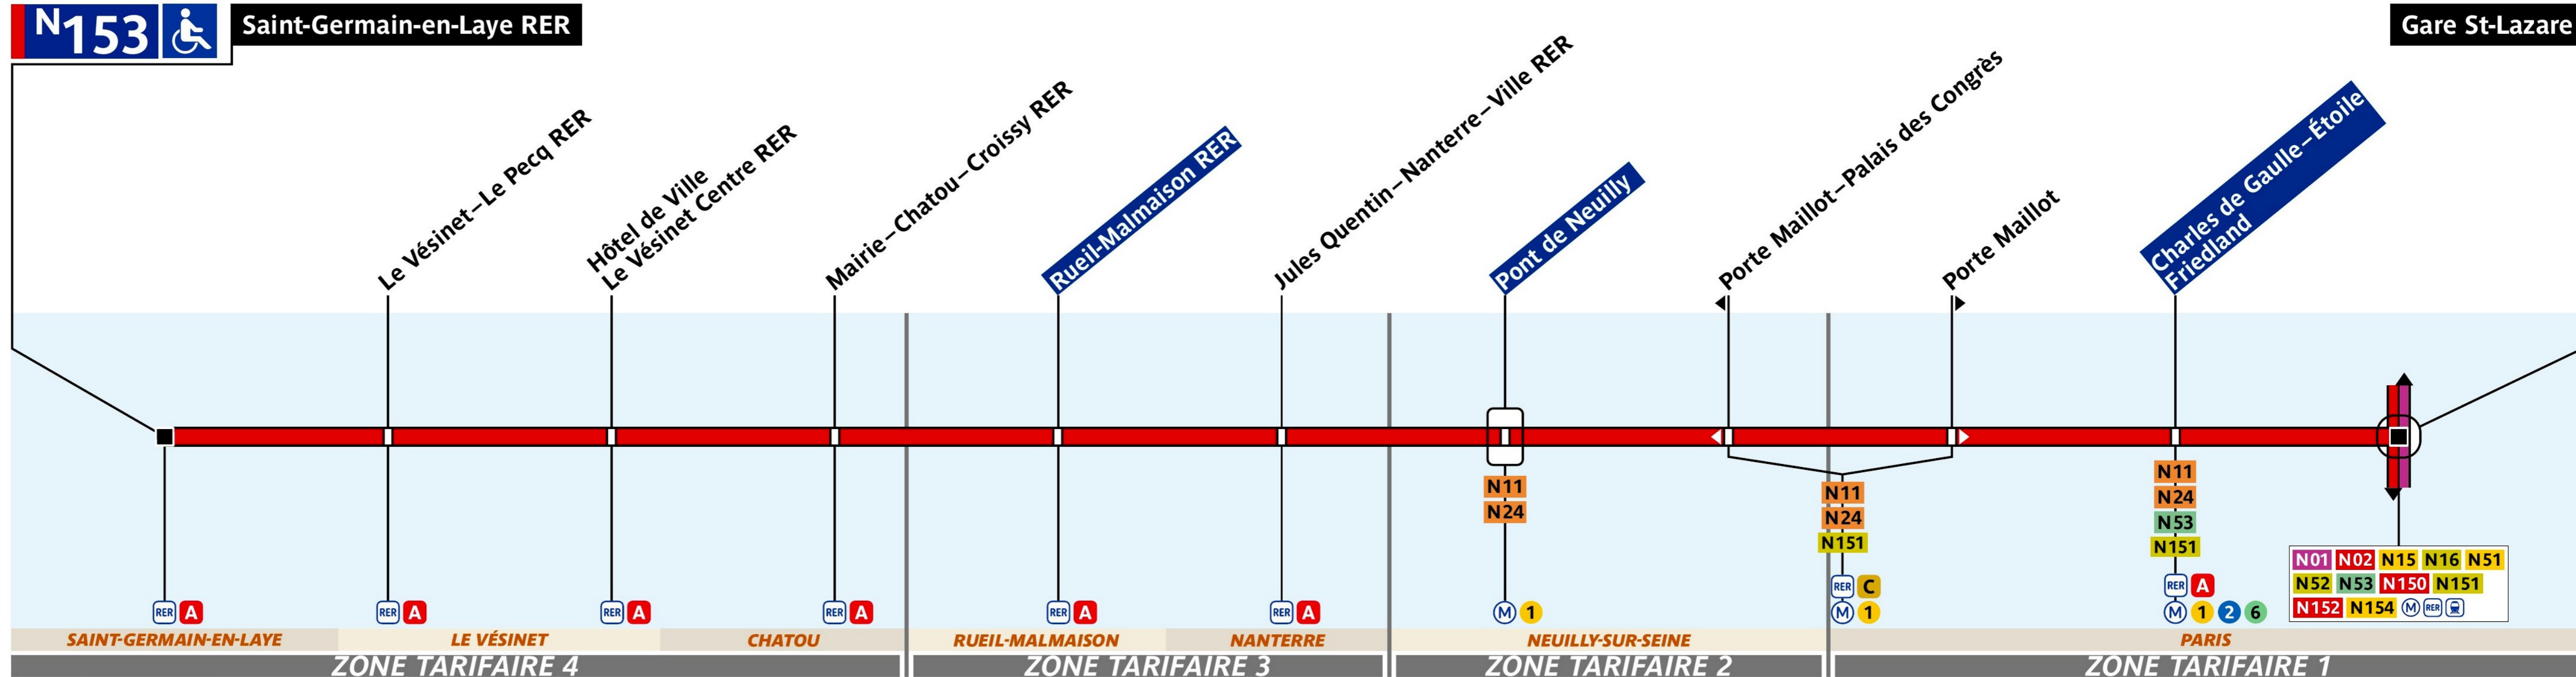 N153
Saint-Germain-en-Laye RER
Gare St-Lazare
Le Vésinet–Le Pecq RER
Hôtel de Ville
Le Vésinet Centre RER
Mairie–Chatou–Croissy RER
Rueil-Malmaison RER
Jules Quentin–Nanterre–Ville RER
Pont de Neuilly
Porte Maillot–Palais des Congrès
Porte Maillot
Charles de Gaulle–Étoile
Friedland
RER A
RER A
RER A
RER A
RER A
RER A
N11
N24
M 1
N11
N24
N151
RER C
M 1
N11
N24
N53
N151
RER A
M 1 2 6
N01 N02 N15 N16 N51
N52 N53 N150 N151
N152 N154 M RER
SAINT-GERMAIN-EN-LAYE
LE VÉSINET
CHATOU
RUEIL-MALMAISON
NANTERRE
NEUILLY-SUR-SEINE
PARIS
ZONE TARIFAIRE 4
ZONE TARIFAIRE 3
ZONE TARIFAIRE 2
ZONE TARIFAIRE 1